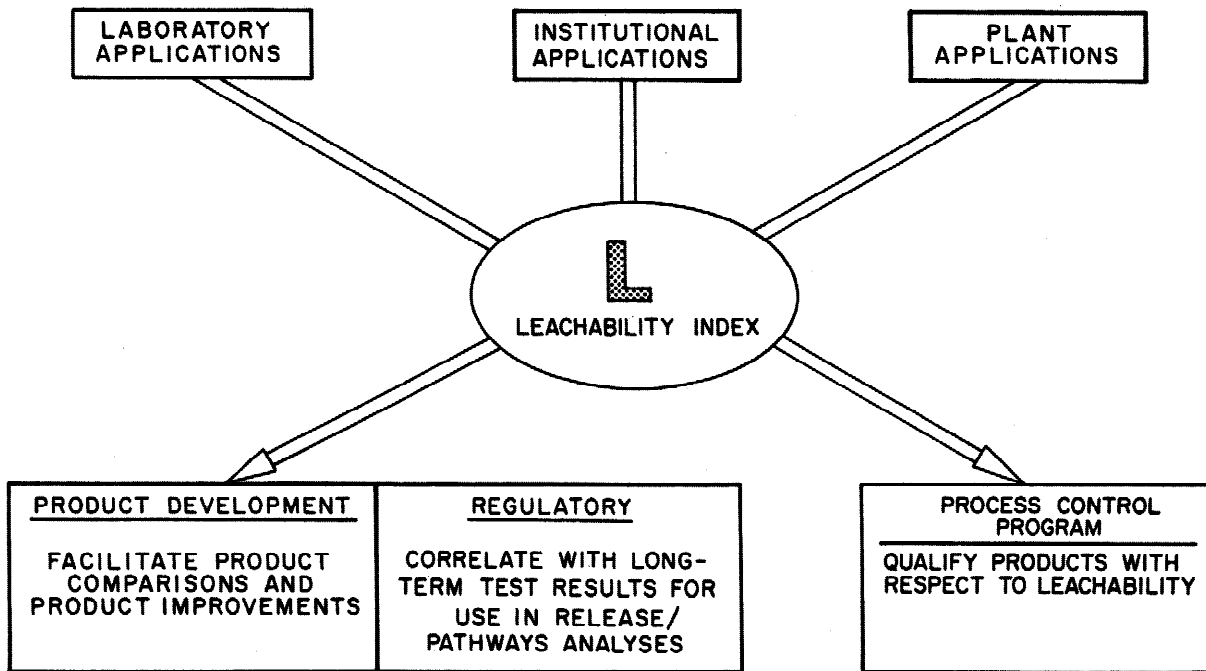 LABORATORY
APPLICATIONS
INSTITUTIONAL
APPLICATIONS
PLANT
APPLICATIONS
L
LEACHABILITY INDEX
PRODUCT DEVELOPMENT
FACILITATE PRODUCT
COMPARISONS AND
PRODUCT IMPROVEMENTS
REGULATORY
CORRELATE WITH LONG-
TERM TEST RESULTS FOR
USE IN RELEASE/
PATHWAYS ANALYSES
PROCESS CONTROL
PROGRAM
QUALIFY PRODUCTS WITH
RESPECT TO LEACHABILITY